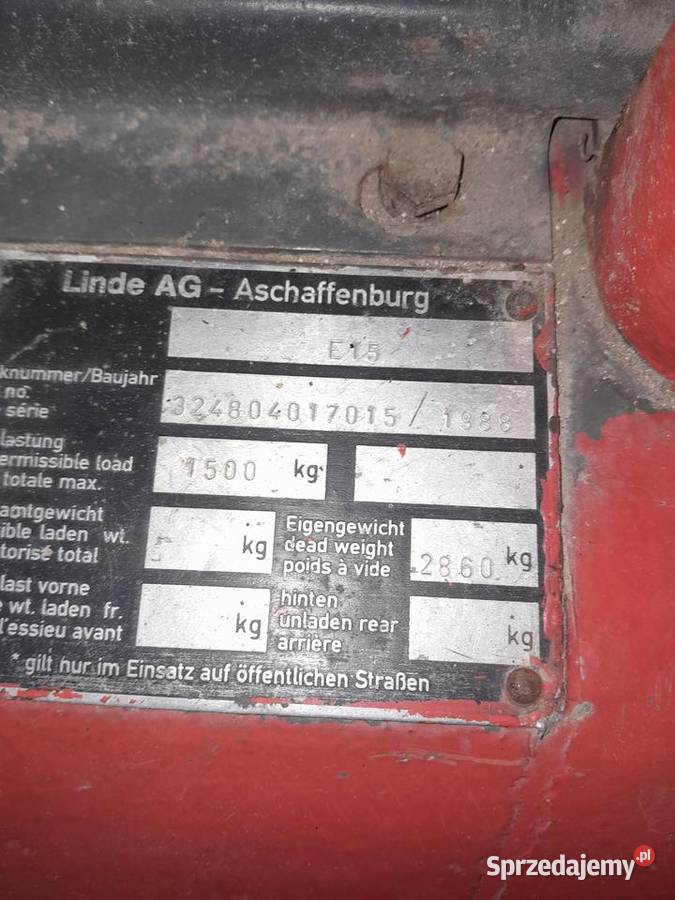 Linde AG - Aschaffenburg
E15
knummer/Baujahr
no.
série
324804017015/1988
lastung
ermissible load
totale max.
1500 kg
amtgewicht
ible laden wt.
torisé total
kg
Eigengewicht
dead weight
poids à vide
2860 kg
last vorne
e wt. laden fr.
l'essieu avant
kg
hinten
unladen rear
arrière
kg
* gilt nur im Einsatz auf öffentlichen Straßen
Sprzedajemy.pl